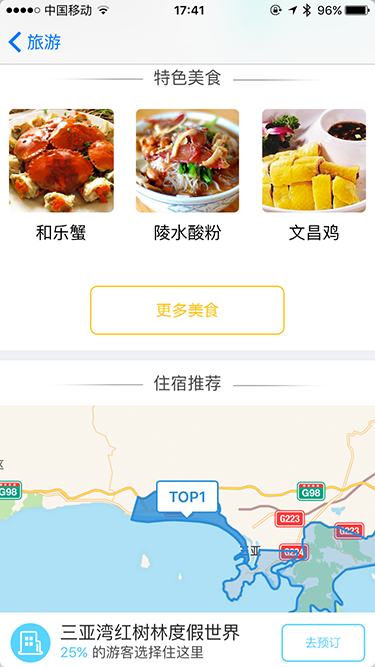 中国移动 17:41 96%
旅游
特色美食
和乐蟹 陵水酸粉 文昌鸡
更多美食
住宿推荐
区
G98 G98
TOP1
G223 G223
三亚 G224
三亚湾红树林度假世界
25% 的游客选择住这里
去预订